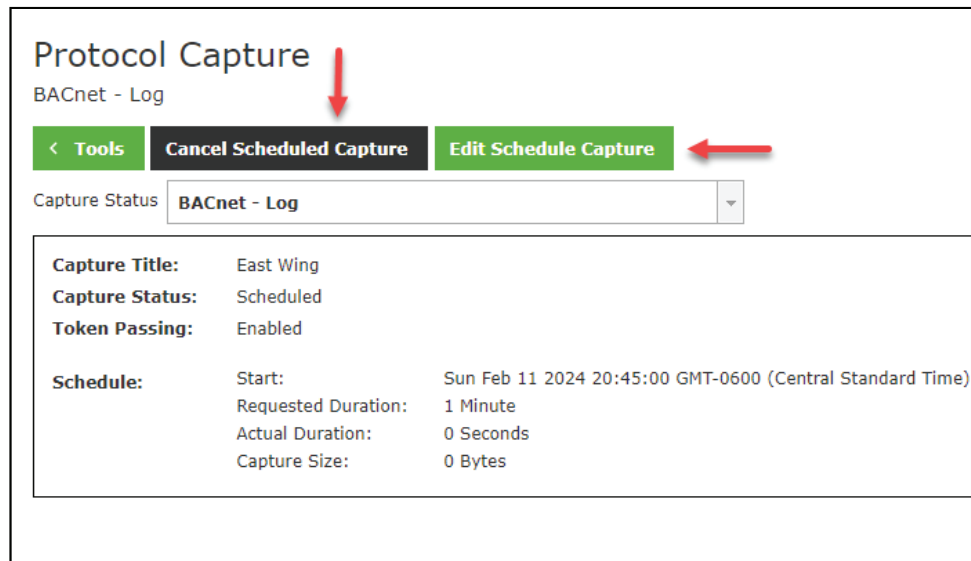 Protocol Capture
BACnet - Log
< Tools Cancel Scheduled Capture Edit Schedule Capture
Capture Status BACnet - Log
Capture Title: East Wing
Capture Status: Scheduled
Token Passing: Enabled
Schedule: Start: Sun Feb 11 2024 20:45:00 GMT-0600 (Central Standard Time)
Requested Duration: 1 Minute
Actual Duration: 0 Seconds
Capture Size: 0 Bytes